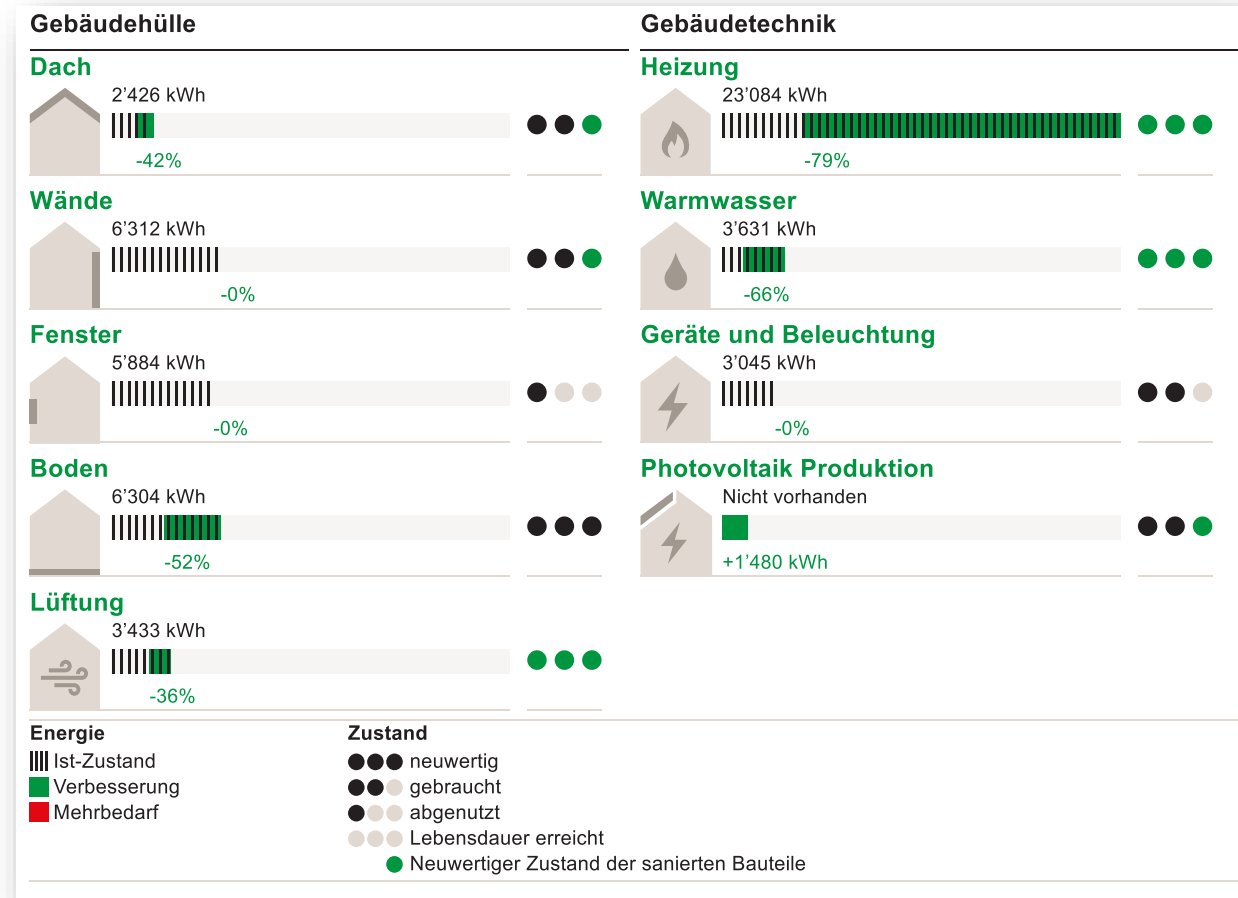 Gebäudehülle
Dach
2’426 kWh
-42%
Wände
6’312 kWh
-0%
Fenster
5’884 kWh
-0%
Boden
6’304 kWh
-52%
Lüftung
3’433 kWh
-36%
Gebäudetechnik
Heizung
23’084 kWh
-79%
Warmwasser
3’631 kWh
-66%
Geräte und Beleuchtung
3’045 kWh
-0%
Photovoltaik Produktion
Nicht vorhanden
+1’480 kWh
Energie
Ist-Zustand
Verbesserung
Mehrbedarf
Zustand
neuwertig
gebraucht
abgenutzt
Lebensdauer erreicht
Neuwertiger Zustand der sanierten Bauteile